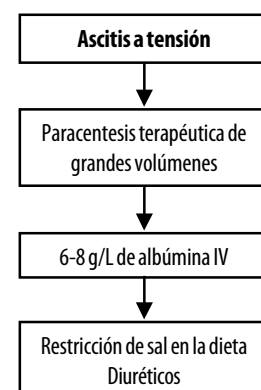 Ascitis a tensión
Paracentesis terapéutica de
grandes volúmenes
6-8 g/L de albúmina IV
Restricción de sal en la dieta
Diuréticos